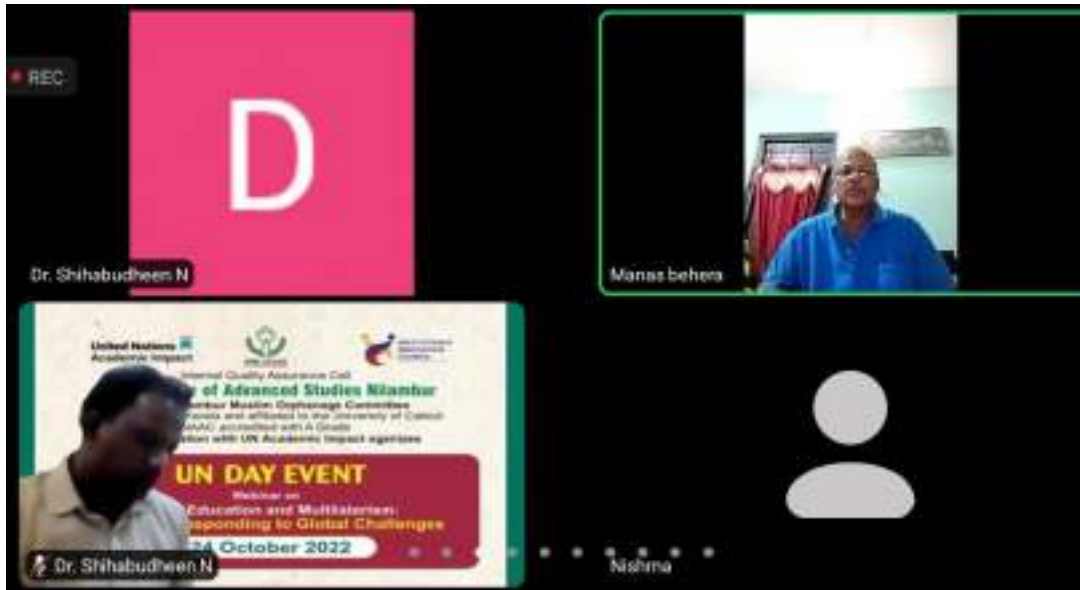 REC
D
Dr. Shihabudheen N
Manas behera
United Nations
Academic Impact
Internal Quality Assurance Cell
of Advanced Studies Nilambur
Muslim Orphanage Committee
and affiliated to the University of Calicut
accredited with A Grade
with UN Academic Impact
UN DAY EVENT
Webinar on
Education and Multilaterism:
Responding to Global Challenges
24 October 2022
Dr. Shihabudheen N
Nishma